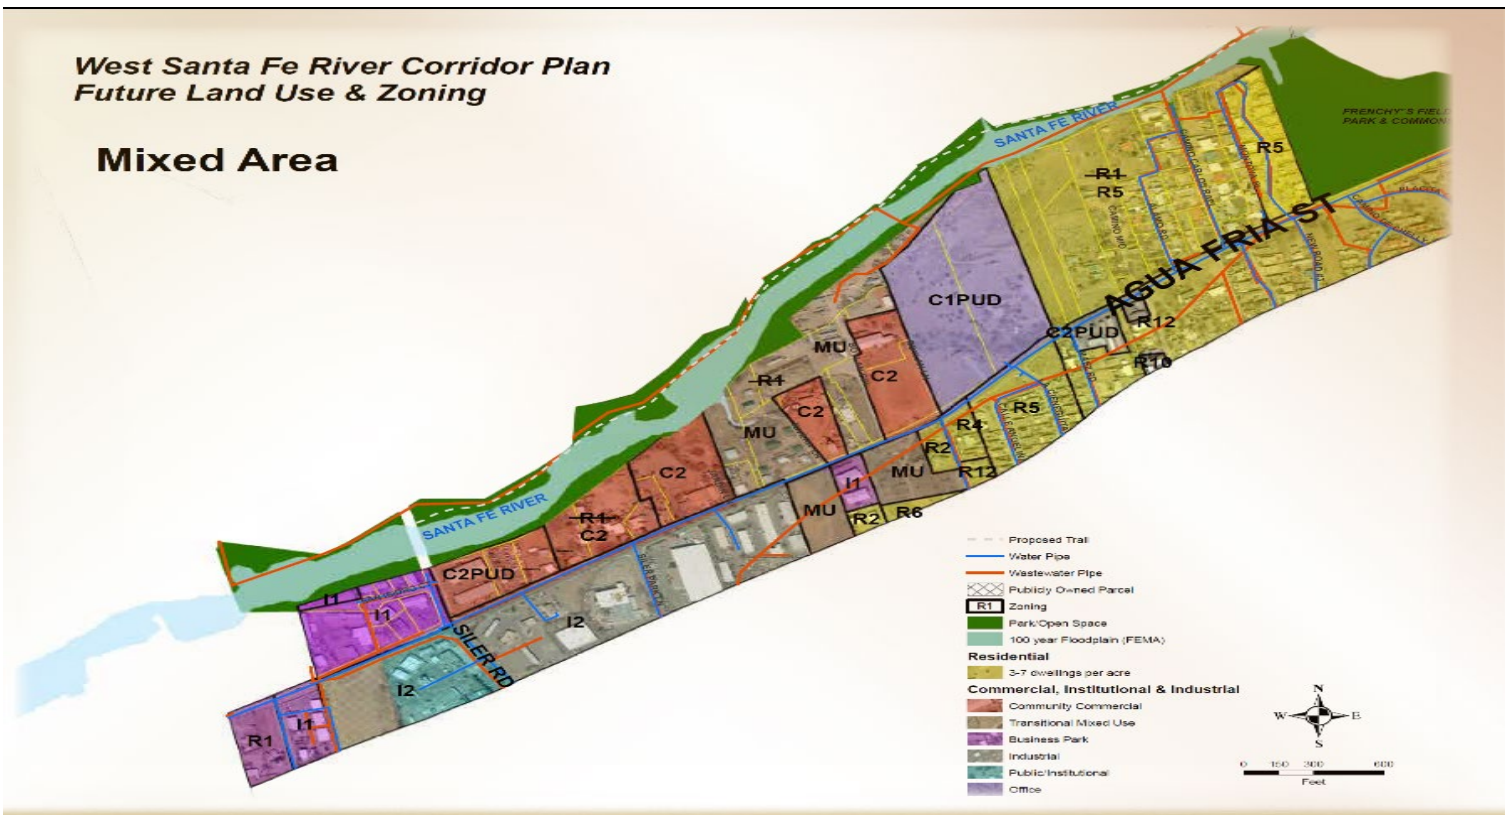 West Santa Fe River Corridor Plan
Future Land Use & Zoning
Mixed Area
FRENCHY'S FIELD
PARK & COMMON
SANTA FE RIVER
R5
R1
R5
AGUA FRIA ST
C1PUD
C2PUD
R12
R10
MU
R1
C2
C2
R5
R4
MU
R2
R12
C2
MU
I1
MU
R2
R6
SANTA FE RIVER
R1
C2
C2PUD
I1
I1
I2
SILER RD
I2
I1
R1
Proposed Trail
Water Pipe
Wastewater Pipe
Publicly Owned Parcel
R1 Zoning
Park/Open Space
100 year Floodplain (FEMA)
Residential
3-7 dwellings per acre
Commercial, Institutional & Industrial
Community Commercial
Transitional Mixed Use
Business Park
Industrial
Public/Institutional
Office
N
W E
S
0 150 300 600
Feet